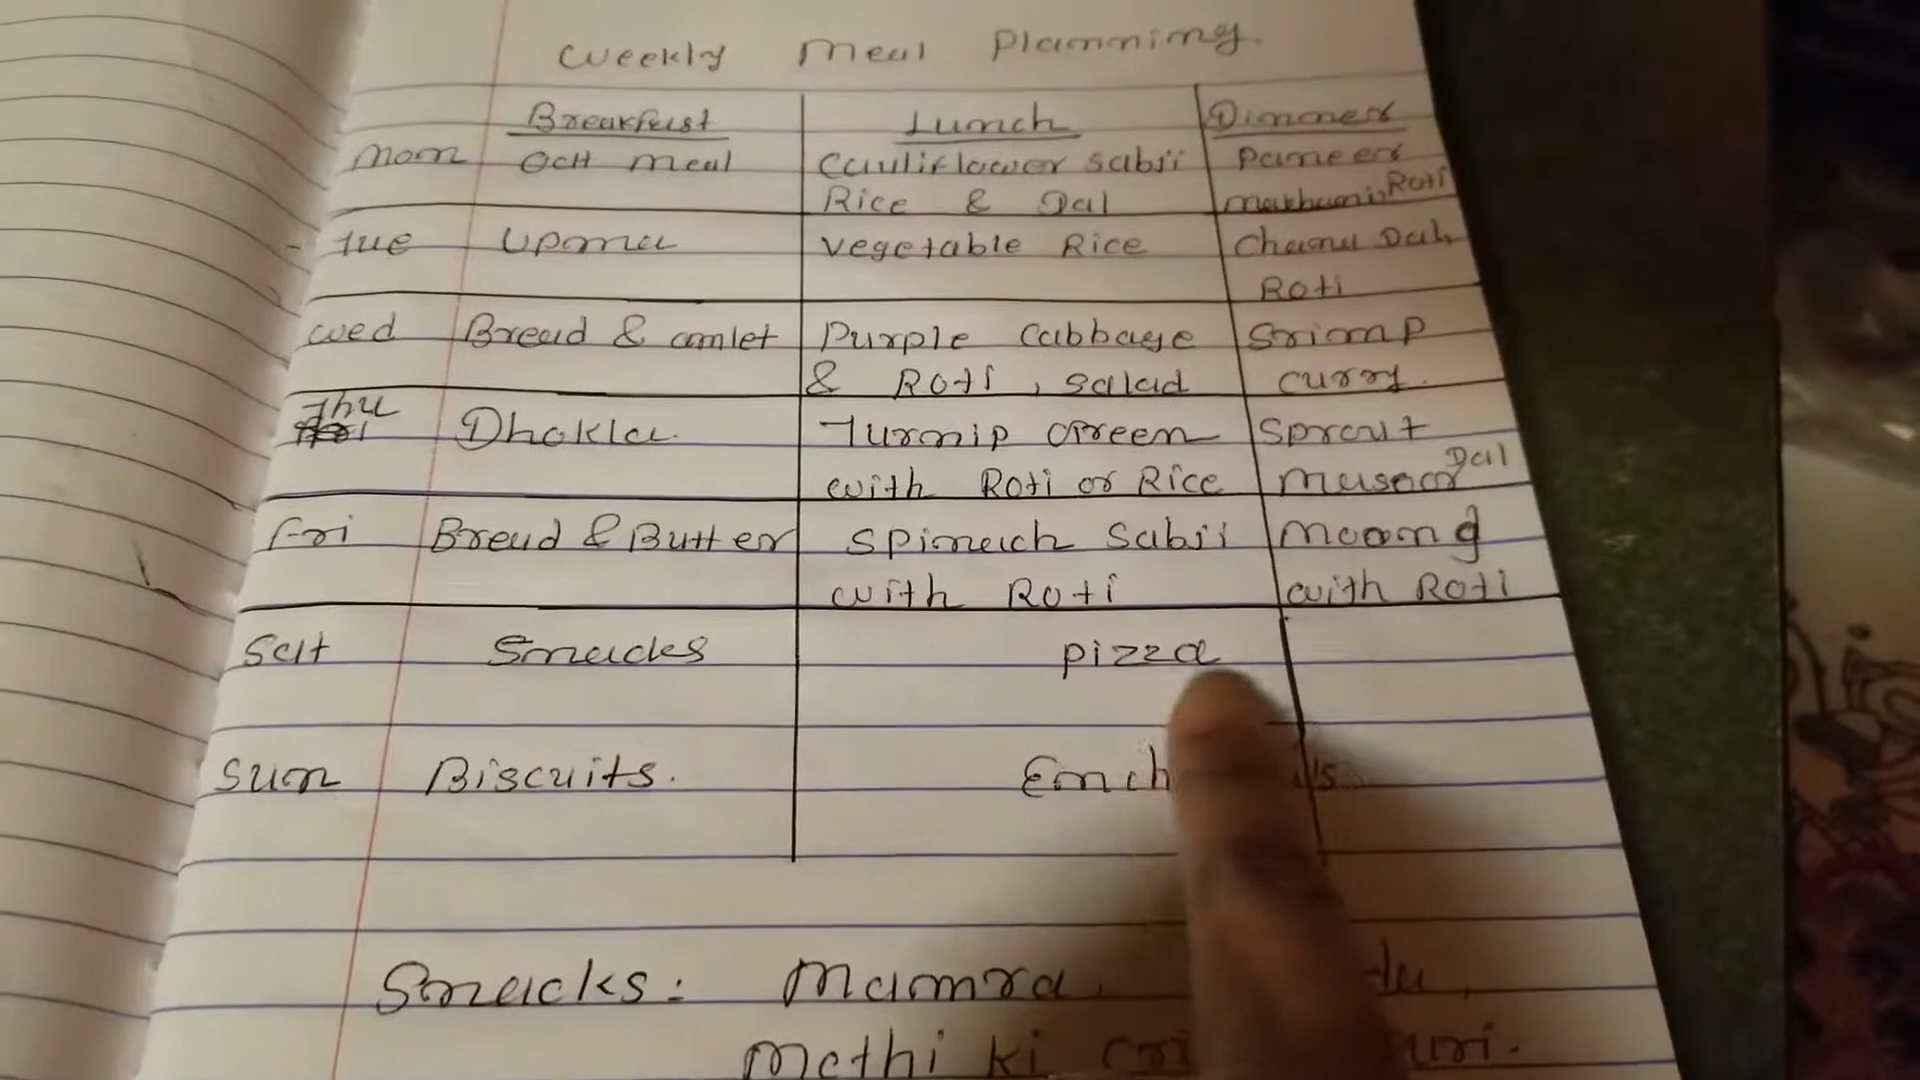 Weekly Meal Planning.
Breakfast Lunch Dinner
Mon Oat meal Cauliflower Sabji Paneer
Rice & Dal makhani, Roti
Tue Upma Vegetable Rice Chana Dal,
Roti
Wed Bread & omlet Purple Cabbage Sriomp
& Roti, Salad curry.
Thu Dhokla. Turnip Green Sprout
with Roti or Rice Masoor Dal
Fri Bread & Butter Spinach Sabji Moong
with Roti with Roti
Sat Snacks Pizza
Sun Biscuits.
Snacks: Mamra,
Methi ki